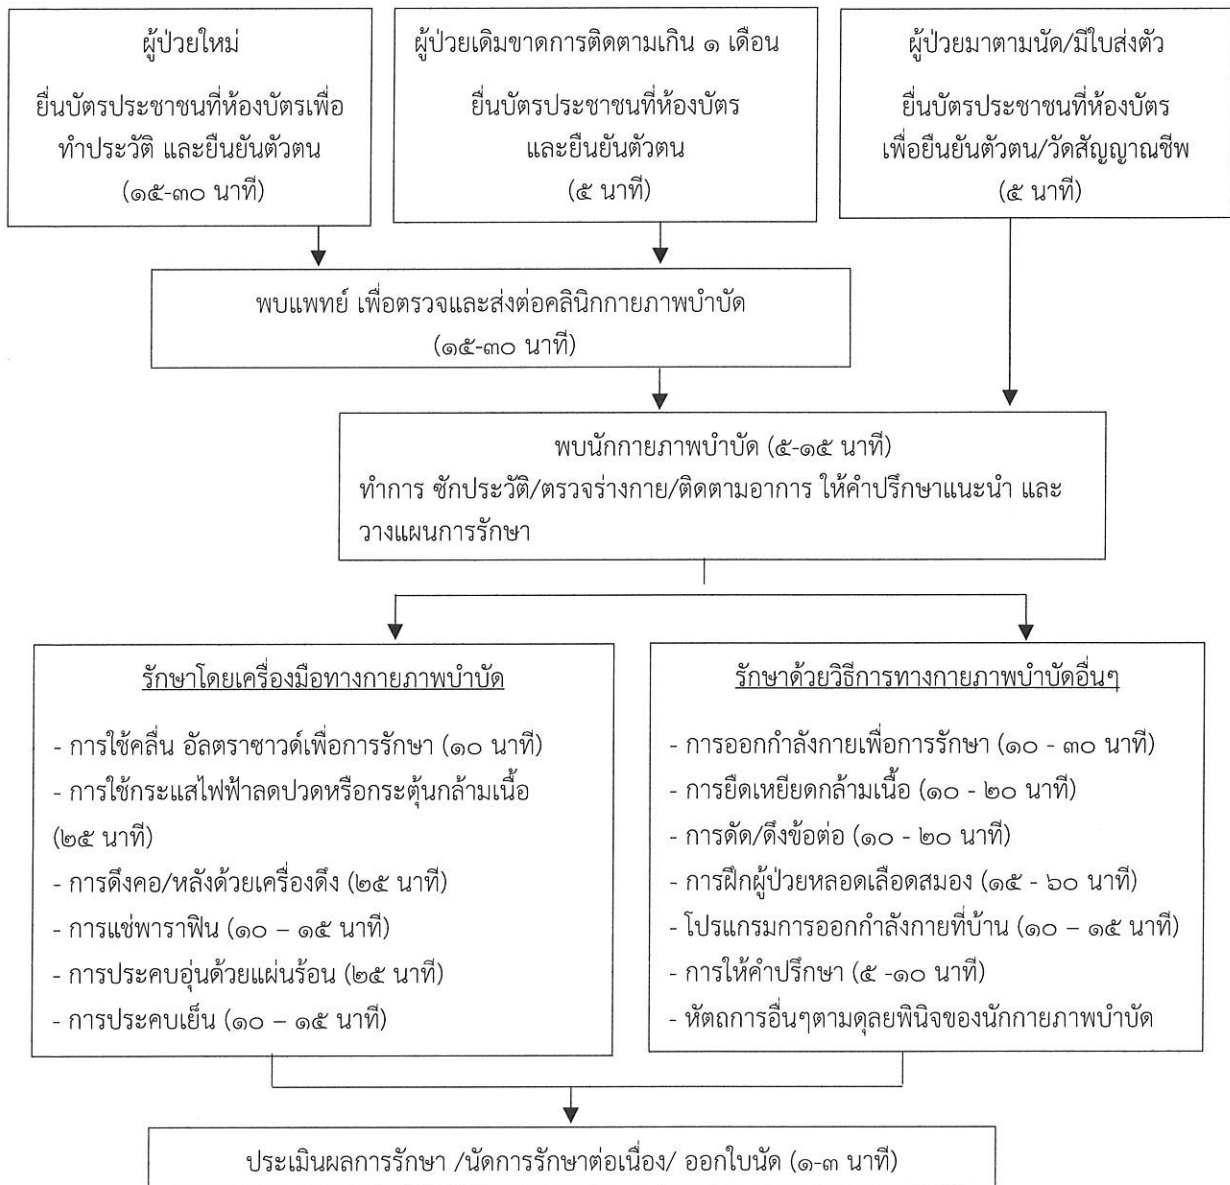 ผู้ป่วยใหม่
ยื่นบัตรประชาชนที่ห้องบัตรเพื่อ
ทำประวัติ และยืนยันตัวตน
(๑๕-๓๐ นาที)
ผู้ป่วยเดิมขาดการติดตามเกิน ๑ เดือน
ยื่นบัตรประชาชนที่ห้องบัตร
และยืนยันตัวตน
(๕ นาที)
ผู้ป่วยมาตามนัด/มีใบส่งตัว
ยื่นบัตรประชาชนที่ห้องบัตร
เพื่อยืนยันตัวตน/วัดสัญญาณชีพ
(๕ นาที)
พบแพทย์ เพื่อตรวจและส่งต่อคลินิกกายภาพบำบัด
(๑๕-๓๐ นาที)
พบนักกายภาพบำบัด (๕-๑๕ นาที)
ทำการ ซักประวัติ/ตรวจร่างกาย/ติดตามอาการ ให้คำปรึกษาแนะนำ และ
วางแผนการรักษา
รักษาโดยเครื่องมือทางกายภาพบำบัด
- การใช้คลื่น อัลตราซาวด์เพื่อการรักษา (๑๐ นาที)
- การใช้กระแสไฟฟ้าลดปวดหรือกระตุ้นกล้ามเนื้อ
(๒๕ นาที)
- การดึงคอ/หลังด้วยเครื่องดึง (๒๕ นาที)
- การแช่พาราฟิน (๑๐ – ๑๕ นาที)
- การประคบอุ่นด้วยแผ่นร้อน (๒๕ นาที)
- การประคบเย็น (๑๐ – ๑๕ นาที)
รักษาด้วยวิธีการทางกายภาพบำบัดอื่นๆ
- การออกกำลังกายเพื่อการรักษา (๑๐ - ๓๐ นาที)
- การยืดเหยียดกล้ามเนื้อ (๑๐ - ๒๐ นาที)
- การดัด/ดึงข้อต่อ (๑๐ - ๒๐ นาที)
- การฝึกผู้ป่วยหลอดเลือดสมอง (๑๕ - ๖๐ นาที)
- โปรแกรมการออกกำลังกายที่บ้าน (๑๐ – ๑๕ นาที)
- การให้คำปรึกษา (๕ -๑๐ นาที)
- หัตถการอื่นๆตามดุลยพินิจของนักกายภาพบำบัด
ประเมินผลการรักษา /นัดการรักษาต่อเนื่อง/ ออกใบนัด (๑-๓ นาที)